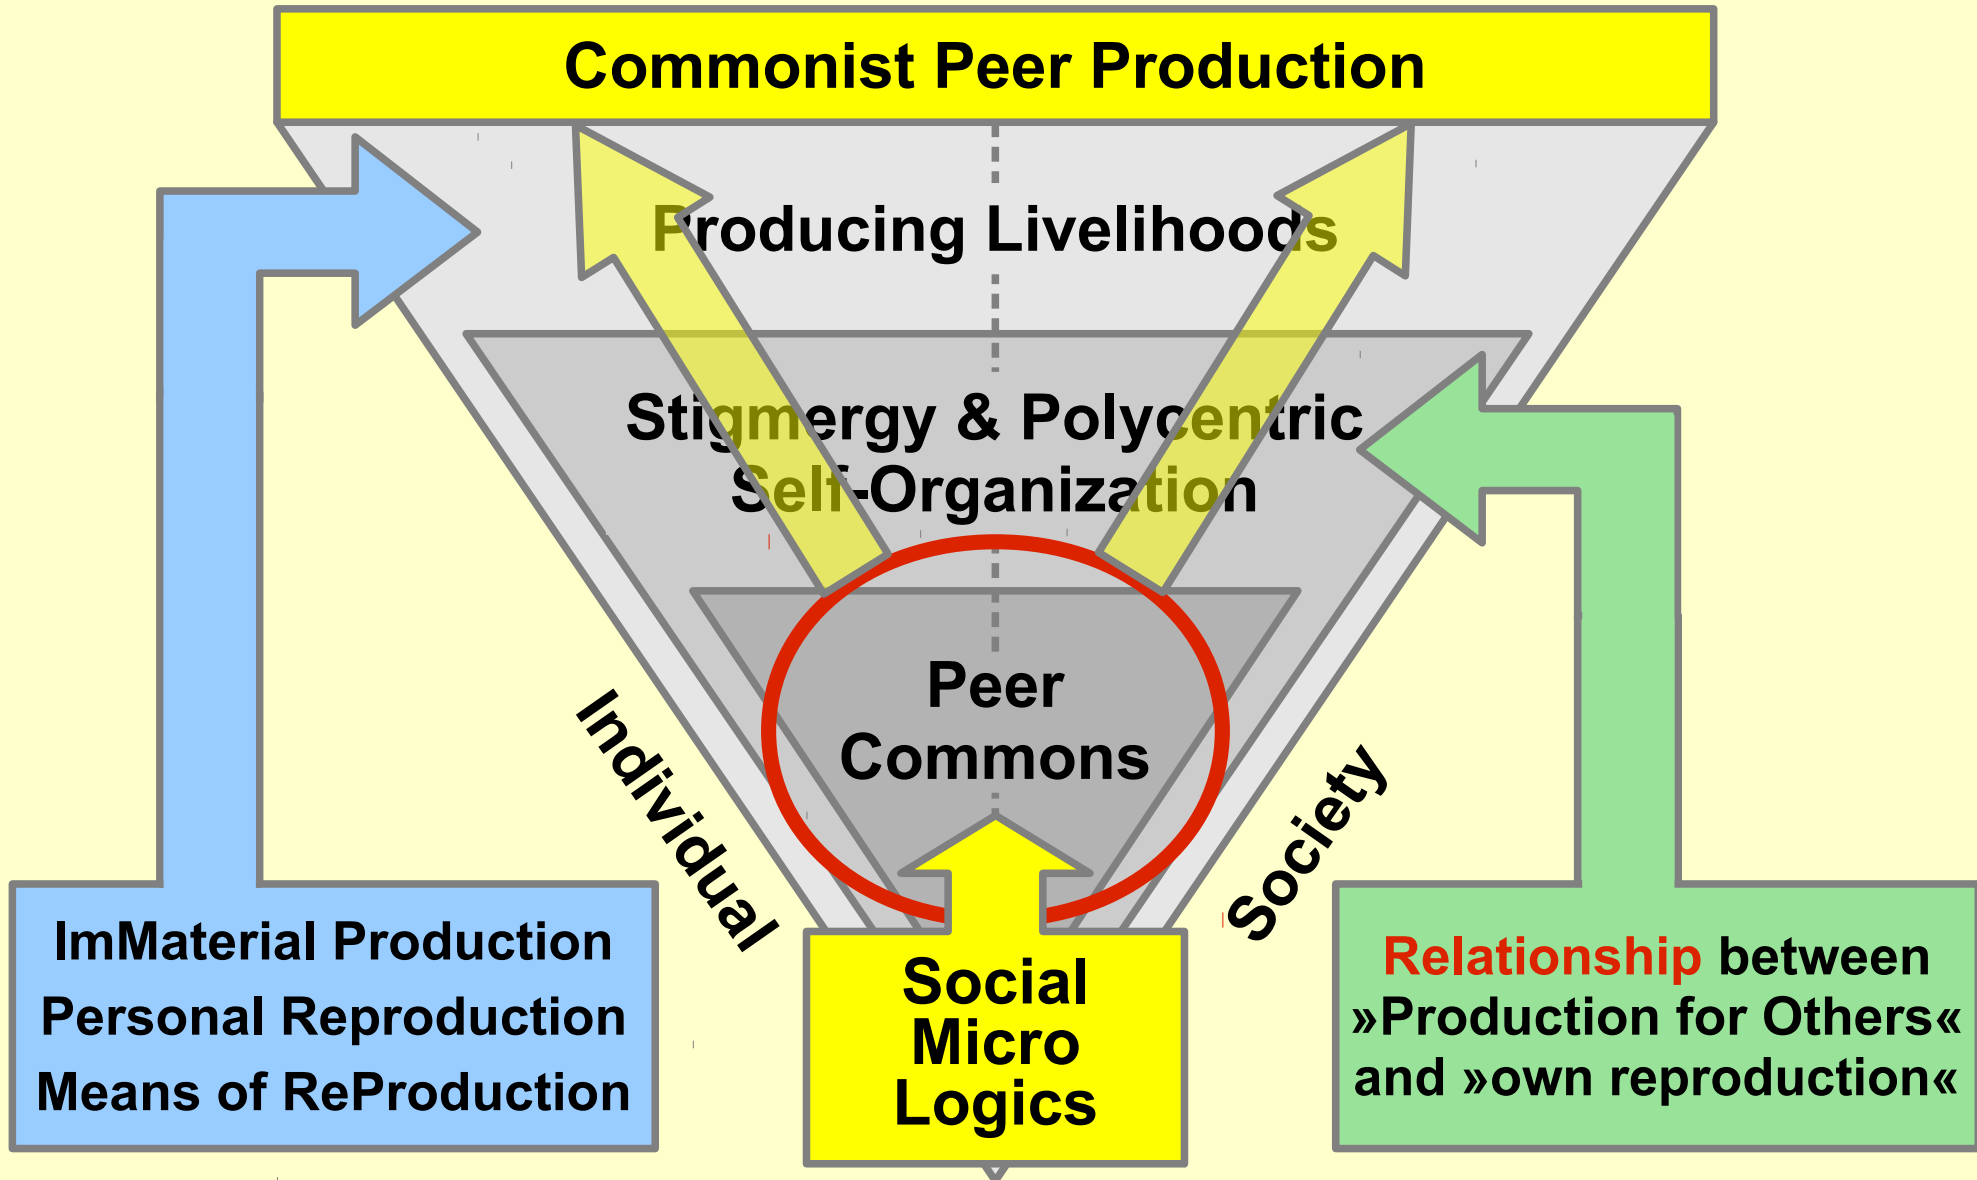 Commonist Peer Production
Producing Livelihoods
Stigmergy & Polycentric
Self-Organization
Peer
Commons
Individual
Society
ImMaterial Production
Personal Reproduction
Means of ReProduction
Social
Micro
Logics
Relationship between
»Production for Others«
and »own reproduction«